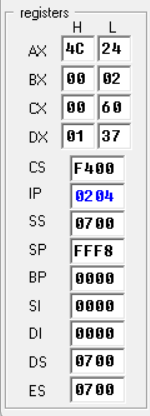 registers
H L
AX 4C 24
BX 00 02
CX 00 60
DX 01 37
CS F400
IP 0204
SS 0700
SP FFF8
BP 0000
SI 0000
DI 0000
DS 0700
ES 0700